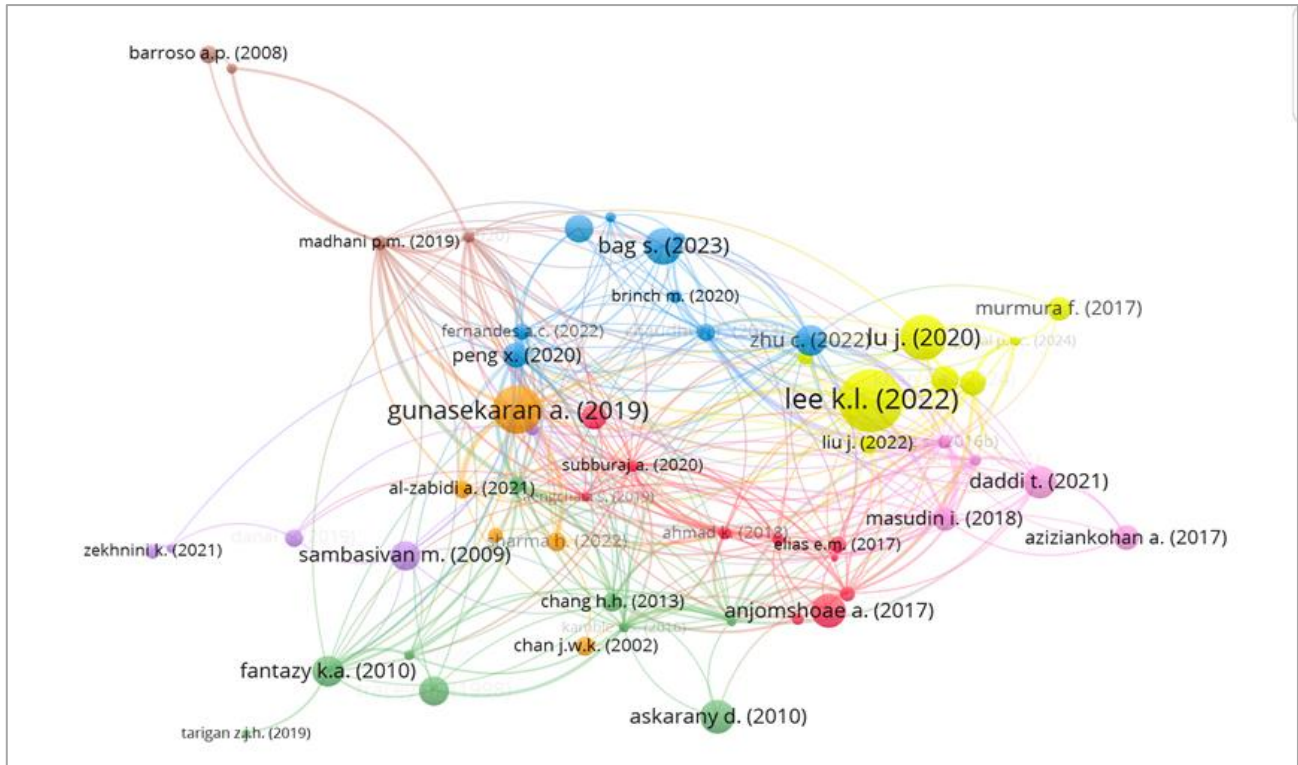 barroso a.p. (2008)
madhani p.m. (2019)
bag s. (2023)
brinch m. (2020)
murmura f. (2017)
fernandes a.c. (2022)
zhu c. (2022)
lu j. (2020)
peng x. (2020)
lee k.l. (2022)
gunasekaran a. (2019)
liu j. (2022)
subburaj a. (2020)
daddi t. (2021)
al-zabidi a. (2021)
masudin i. (2018)
ahmad k. (2013)
aziziankohan a. (2017)
sharma h. (2022)
elias e.m. (2017)
zekhnini k. (2021)
sambasivan m. (2009)
chang h.h. (2013)
anjomshoae a. (2017)
chan j.w.k. (2002)
fantazy k.a. (2010)
askarany d. (2010)
tarigan z.j.h. (2019)